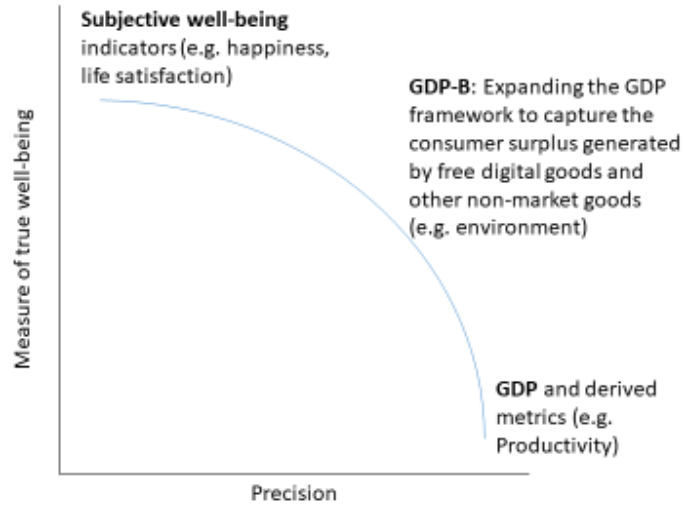 Subjective well-being
indicators (e.g. happiness,
life satisfaction)
GDP-B: Expanding the GDP
framework to capture the
consumer surplus generated
by free digital goods and
other non-market goods
(e.g. environment)
Measure of true well-being
GDP and derived
metrics (e.g.
Productivity)
Precision